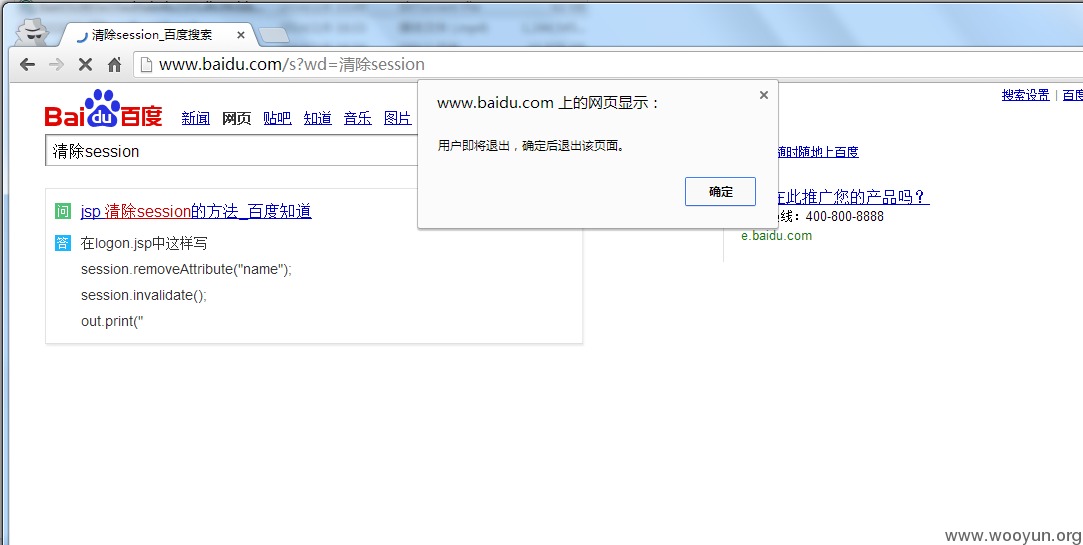 清除session_百度搜索
www.baidu.com/s?wd=清除session
搜索设置 | 百度
Bai du 百度 新闻 网页 贴吧 知道 音乐 图片
清除session
www.baidu.com 上的网页显示：
用户即将退出，确定后退出该页面。
确定
随时随地上百度
问 jsp 清除session的方法_百度知道
答 在logon.jsp中这样写
session.removeAttribute("name");
session.invalidate();
out.print("
在此推广您的产品吗？
线：400-800-8888
e.baidu.com
www.wooyun.org